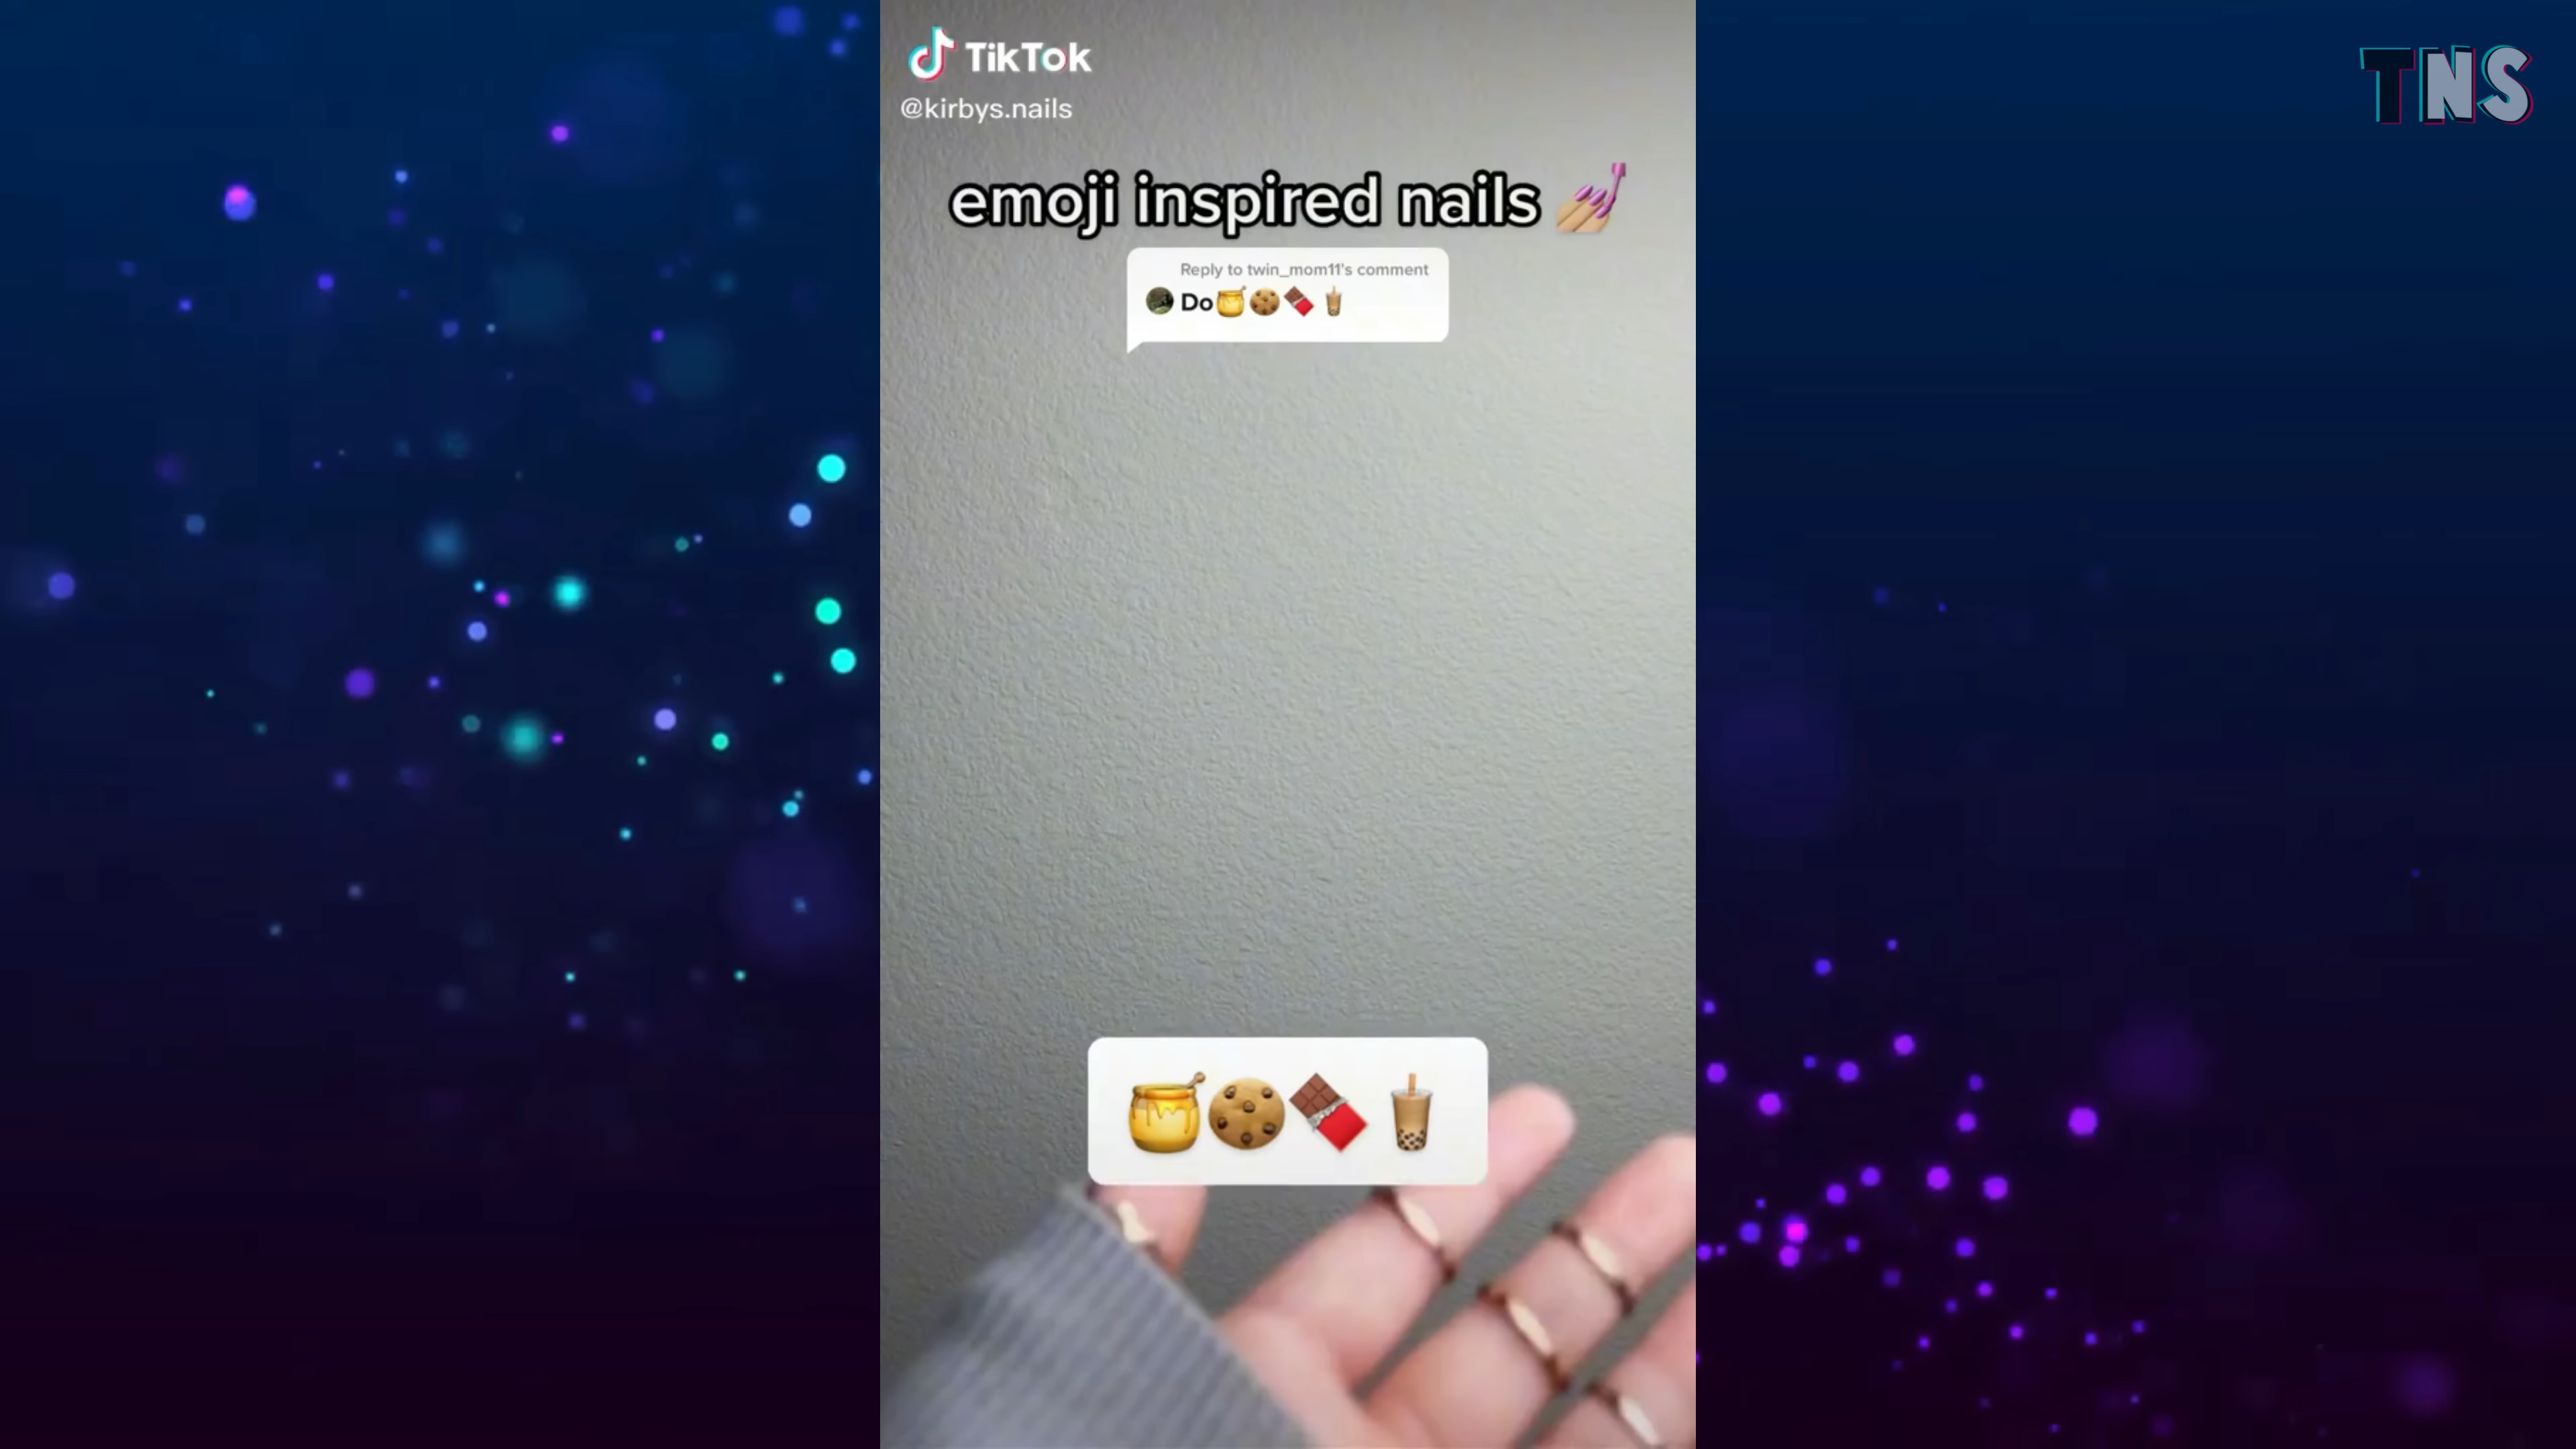 TikTok
@kirbys.nails
TNS
emoji inspired nails 💅🏼
Reply to twin_mom11's comment
Do🍯🍪🍫🧋
🍯🍪🍫🧋